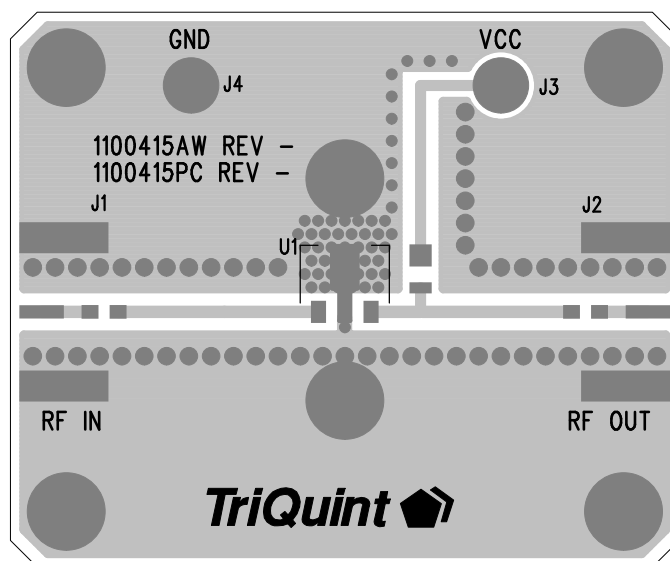 GND
VCC
J4
J3
1100415AW REV -
1100415PC REV -
J1
J2
U1
RF IN
RF OUT
TriQuint